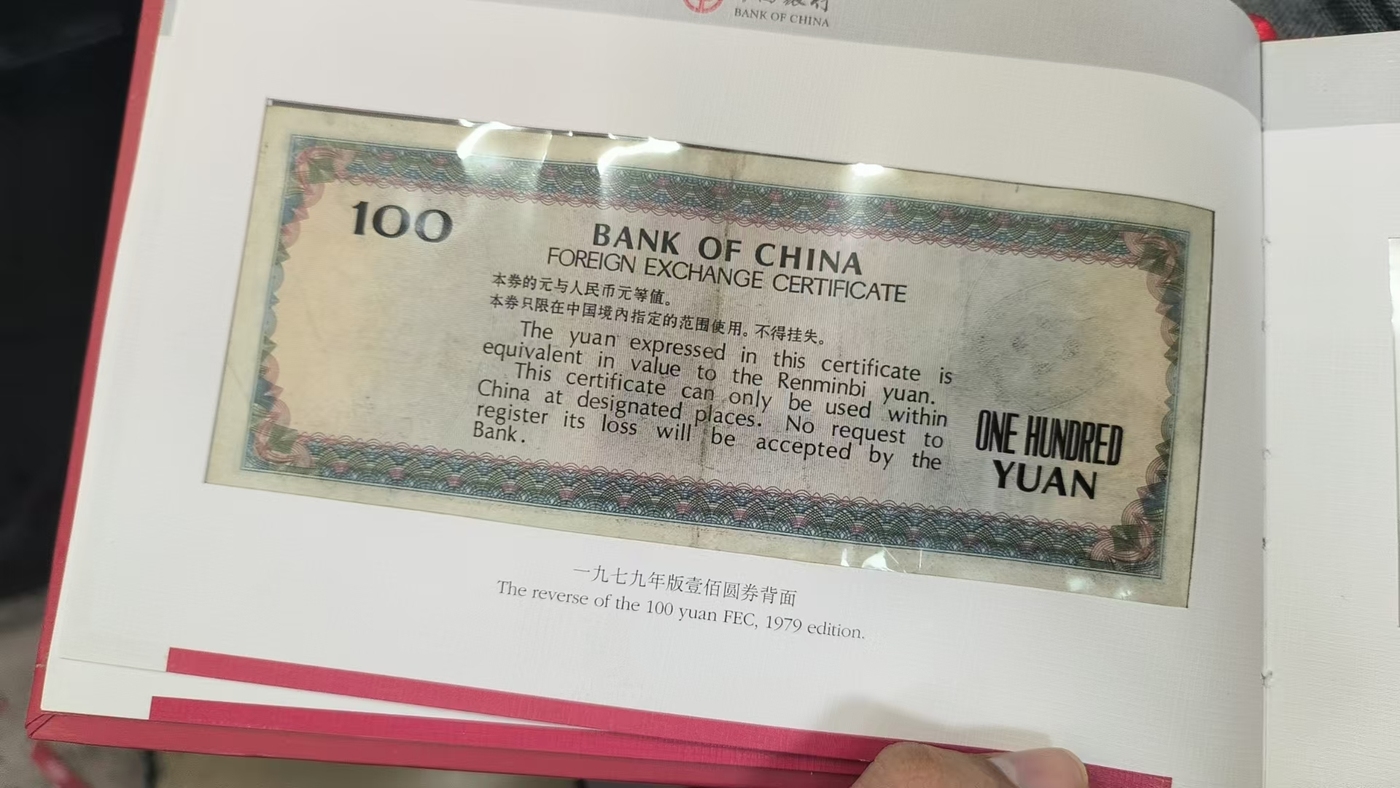 BANK OF CHINA
100
BANK OF CHINA
FOREIGN EXCHANGE CERTIFICATE
本券的元与人民币元等值。
本券只限在中国境内指定的范围使用。不得挂失。
The yuan expressed in this certificate is
equivalent in value to the Renminbi yuan.
This certificate can only be used within
China at designated places. No request to
register its loss will be accepted by the
Bank.
ONE HUNDRED
YUAN
一九七九年版壹佰圆券背面
The reverse of the 100 yuan FEC, 1979 edition.